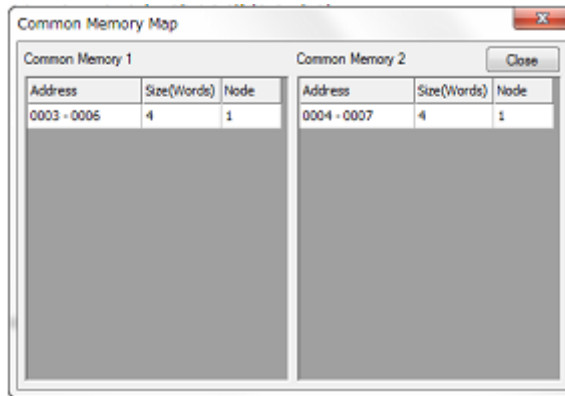 Common Memory Map
Common Memory 1
Address Size(Words) Node
0003 - 0006 4 1
Common Memory 2 Close
Address Size(Words) Node
0004 - 0007 4 1